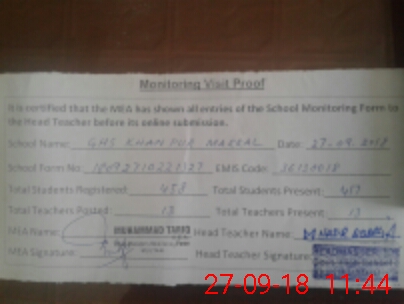 Monitoring Visit Proof
It is certified that the MEA has shown all entries of the School Monitoring Form to
the Head Teacher before its online submission.
School Name: GHS KHAN PUR MARRAL Date: 27-09-2018
School Form No: EMIS Code:
Total Students Registered: 458 Total Students Present: 417
Total Teachers Posted: 13 Total Teachers Present: 13
MEA Name: MUHAMMAD Head Teacher Name:
MEA Signature: Head Teacher Signature: HEADMASTER
27-09-18 11:44